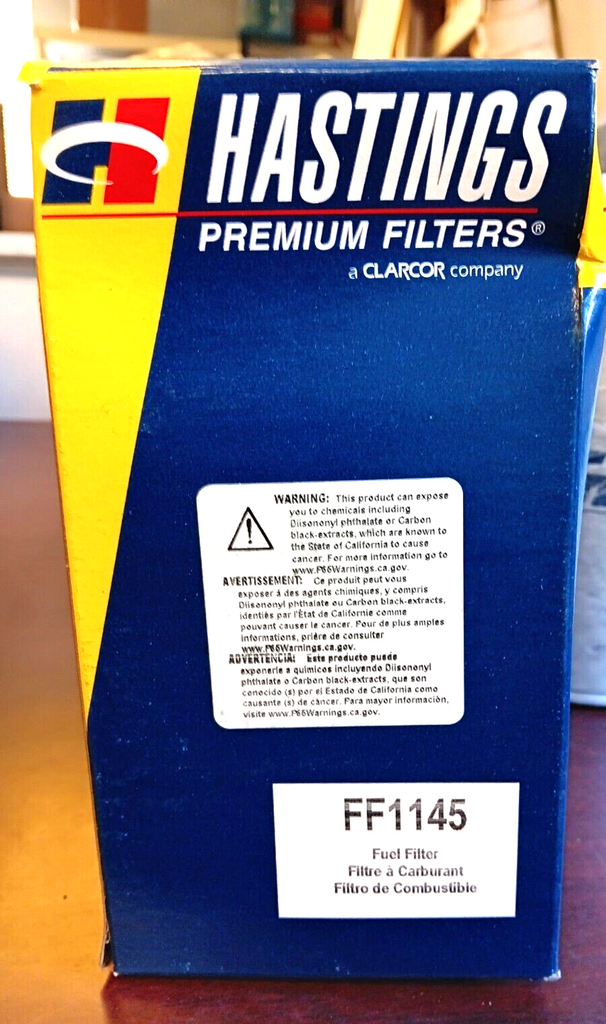 HASTINGS
PREMIUM FILTERS®
a CLARCOR company
WARNING: This product can expose
you to chemicals including
Diisononyl phthalate or Carbon
black-extracts, which are known to
the State of California to cause
cancer. For more information go to
www.P65Warnings.ca.gov.
AVERTISSEMENT: Ce produit peut vous
exposer à des agents chimiques, y compris
Diisononyl phthalate ou Carbon black-extracts,
identiés par l'État de Californie comme
pouvant causer le cancer. Pour de plus amples
informations, prière de consulter
www.P65Warnings.ca.gov.
ADVERTENCIA: Este producto puede
exponerle a químicos incluyendo Diisononyl
phthalate o Carbon black-extracts, que son
conocido (s) por el Estado de California como
causante (s) de cáncer. Para mayor información,
visite www.P65Warnings.ca.gov.
FF1145
Fuel Filter
Filtre à Carburant
Filtro de Combustible